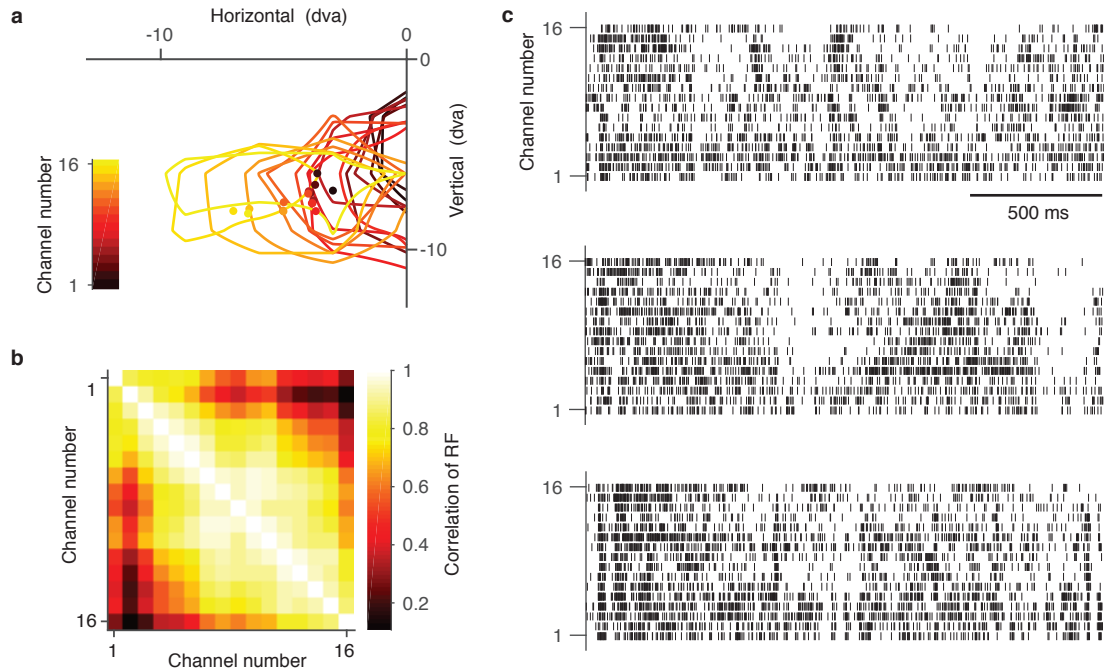 a
Horizontal (dva)
-10
0
0
Vertical (dva)
-10
Channel number
16
1
b
1
Channel number
16
1
16
Channel number
1
0.8
0.6
0.4
0.2
Correlation of RF
c
16
Channel number
1
500 ms
16
1
16
1